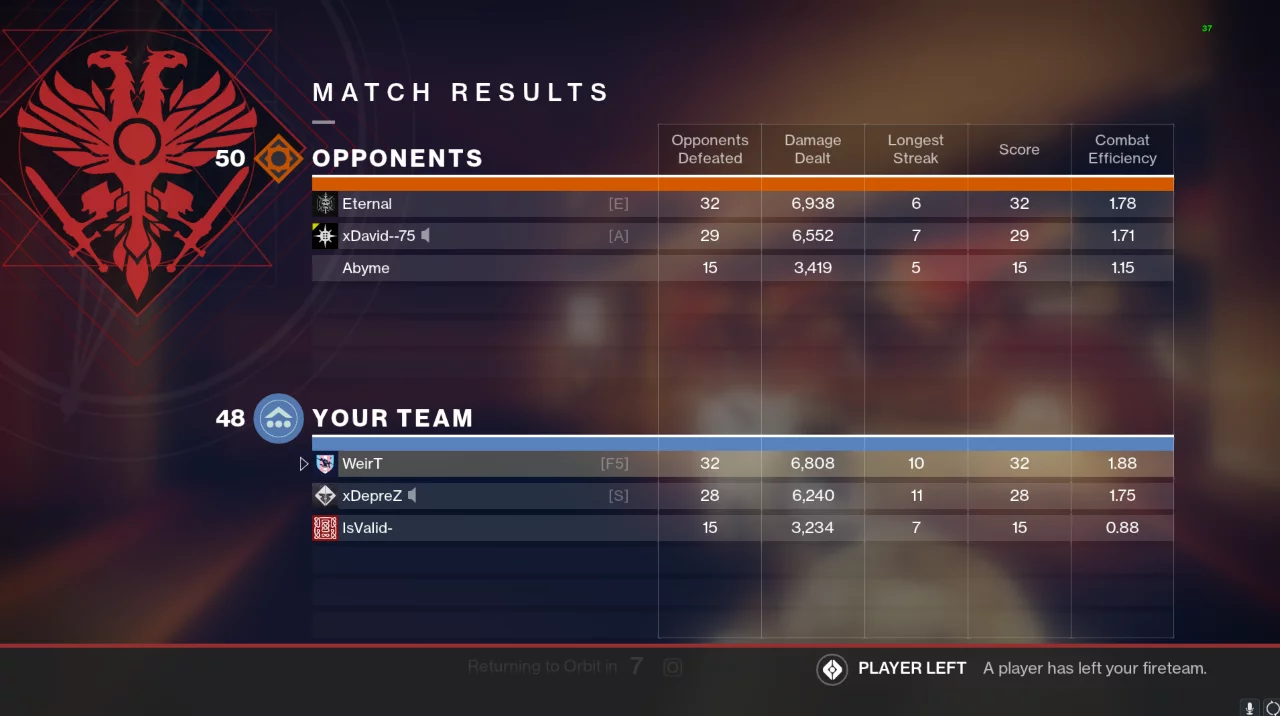 37
MATCH RESULTS
Opponents Defeated Damage Dealt Longest Streak Score Combat Efficiency
50 OPPONENTS
Eternal [E] 32 6,938 6 32 1.78
xDavid--75 [A] 29 6,552 7 29 1.71
Abyme 15 3,419 5 15 1.15
48 YOUR TEAM
WeirT [F5] 32 6,808 10 32 1.88
xDepreZ [S] 28 6,240 11 28 1.75
IsValid- 15 3,234 7 15 0.88
Returning to Orbit in 7
PLAYER LEFT A player has left your fireteam.